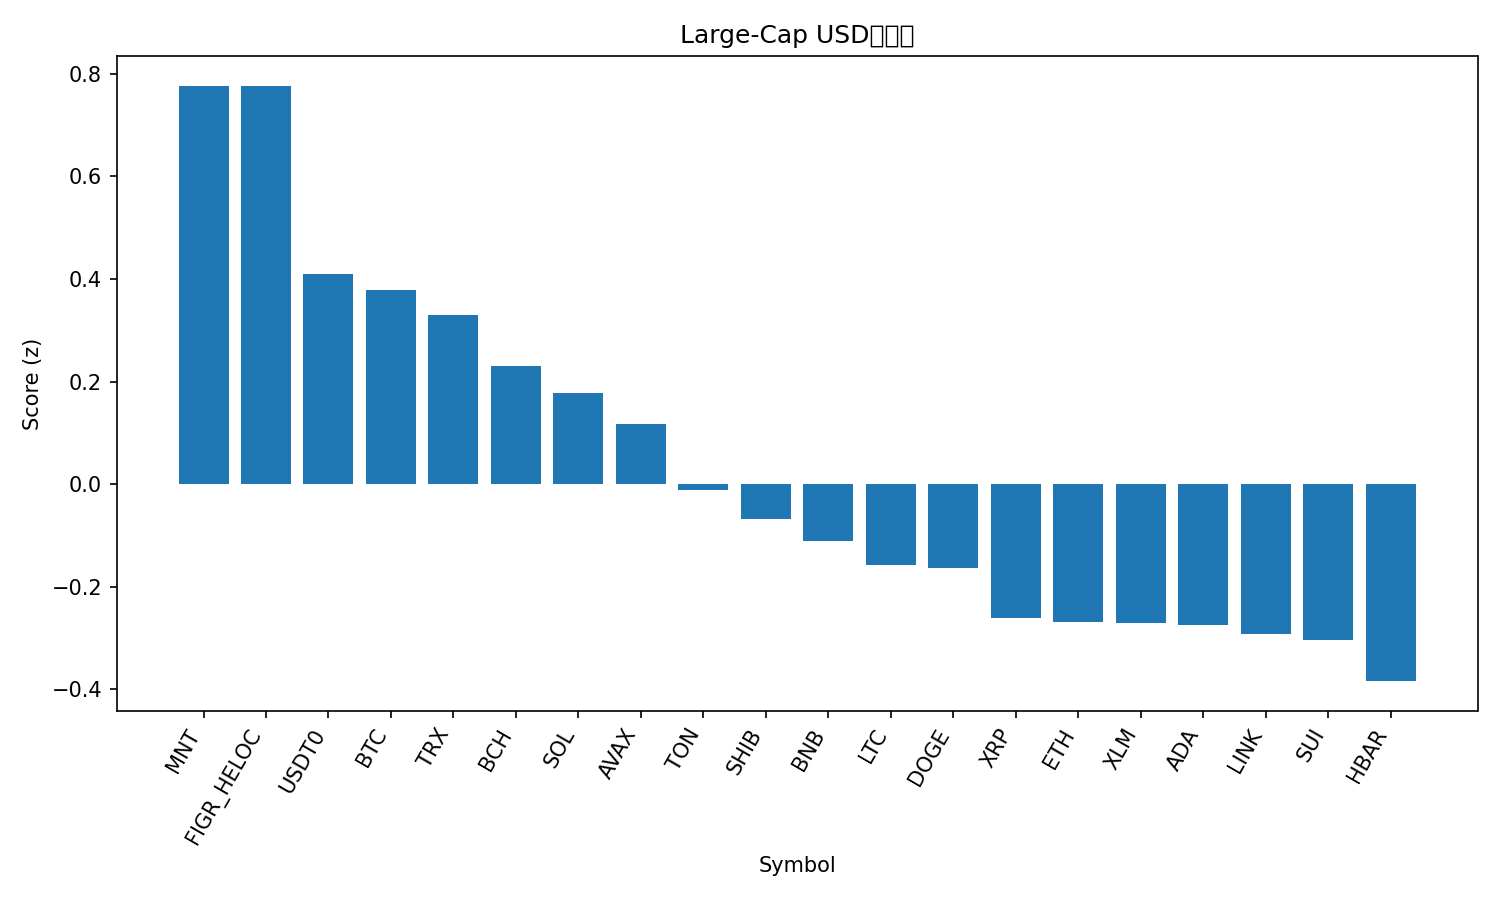 Large-Cap USD
0.8
0.6
0.4
0.2
0.0
−0.2
−0.4
Score (z)
MNT
FIGR_HELOC
USDT0
BTC
TRX
BCH
SOL
AVAX
TON
SHIB
BNB
LTC
DOGE
XRP
ETH
XLM
ADA
LINK
SUI
HBAR
Symbol